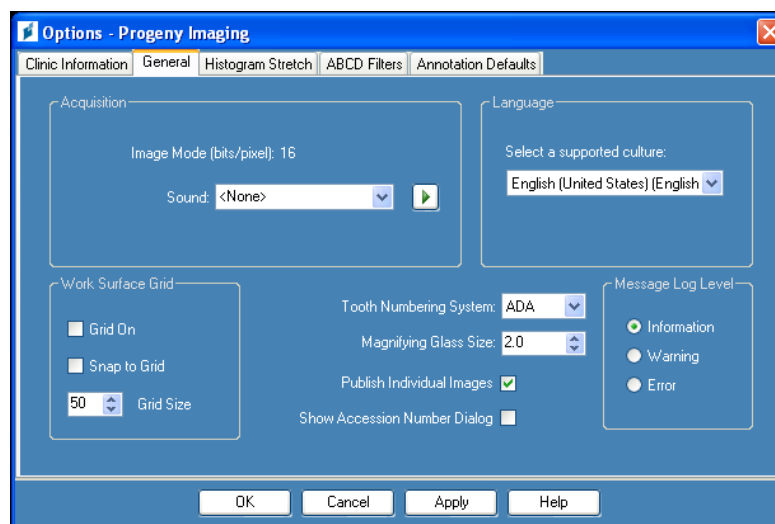 Options - Progeny Imaging
Clinic Information General Histogram Stretch ABCD Filters Annotation Defaults
Acquisition
Image Mode (bits/pixel): 16
Sound: <None>
Language
Select a supported culture:
English (United States) (English
Work Surface Grid
Grid On
Snap to Grid
50 Grid Size
Tooth Numbering System: ADA
Magnifying Glass Size: 2.0
Publish Individual Images
Show Accession Number Dialog
Message Log Level
Information
Warning
Error
OK Cancel Apply Help